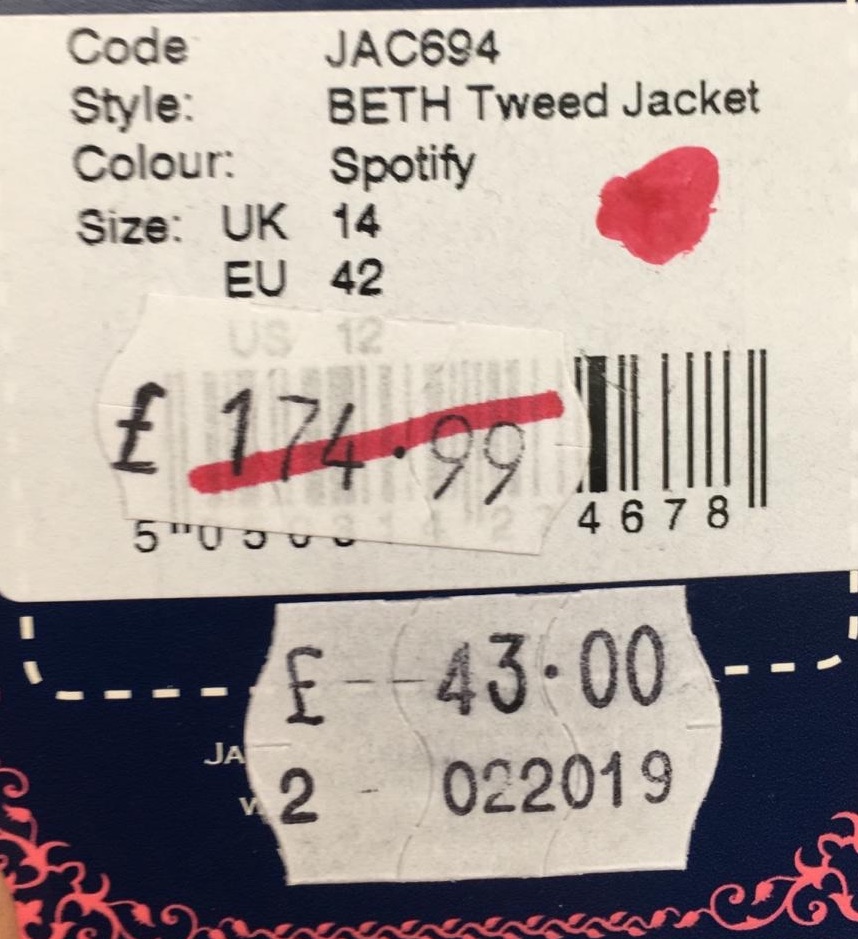 Code JAC694
Style: BETH Tweed Jacket
Colour: Spotify
Size: UK 14
EU 42
US 12
£ 174.99
4678
£ 43.00
JA
2 - 022019